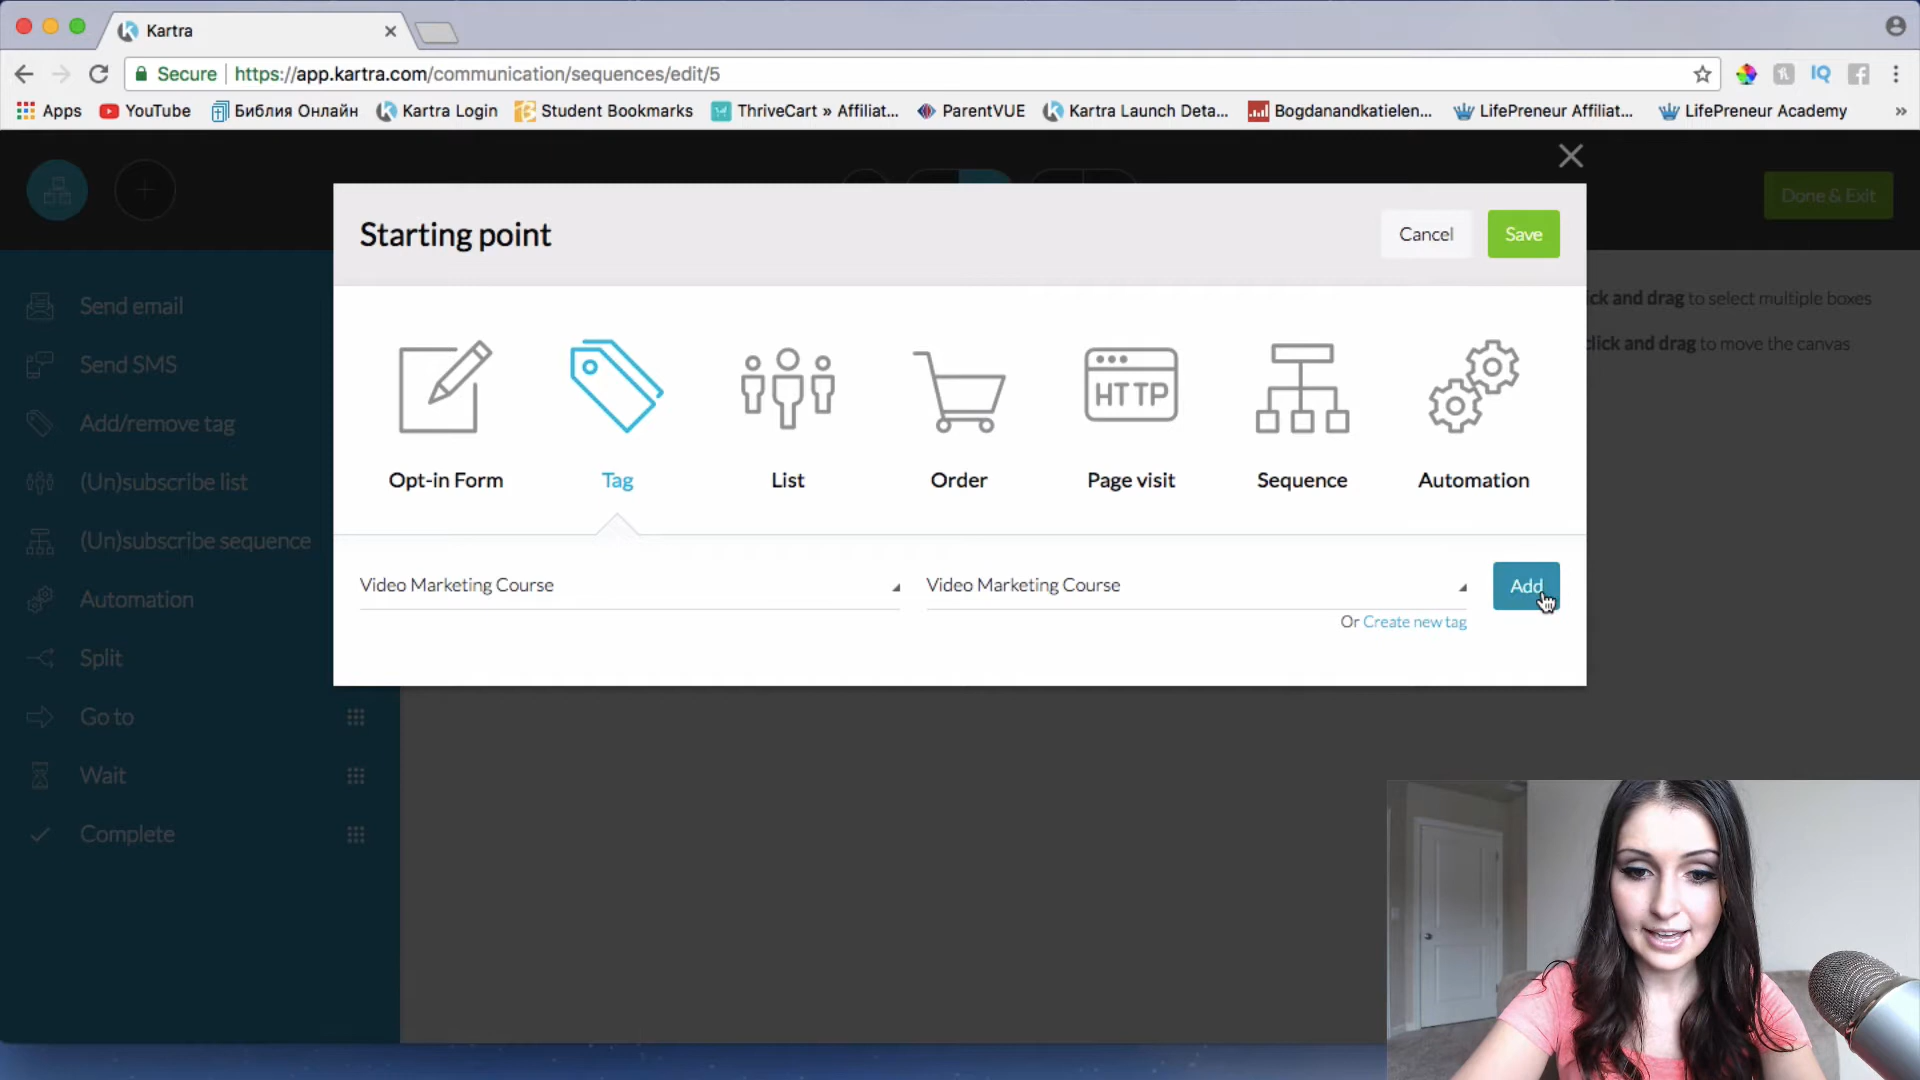 Kartra
Secure https://app.kartra.com/communication/sequences/edit/5
Apps YouTube Библия Онлайн Kartra Login Student Bookmarks ThriveCart » Affiliat... ParentVUE Kartra Launch Deta... Bogdanandkatielen... LifePreneur Affiliat... LifePreneur Academy »
IQ
Done & Exit
Starting point
Cancel
Save
Send email
Send SMS
Add/remove tag
(Un)subscribe list
(Un)subscribe sequence
Automation
Split
Go to
Wait
Complete
ck and drag to select multiple boxes
click and drag to move the canvas
HTTP
Opt-in Form Tag List Order Page visit Sequence Automation
Video Marketing Course Video Marketing Course Add
Or Create new tag